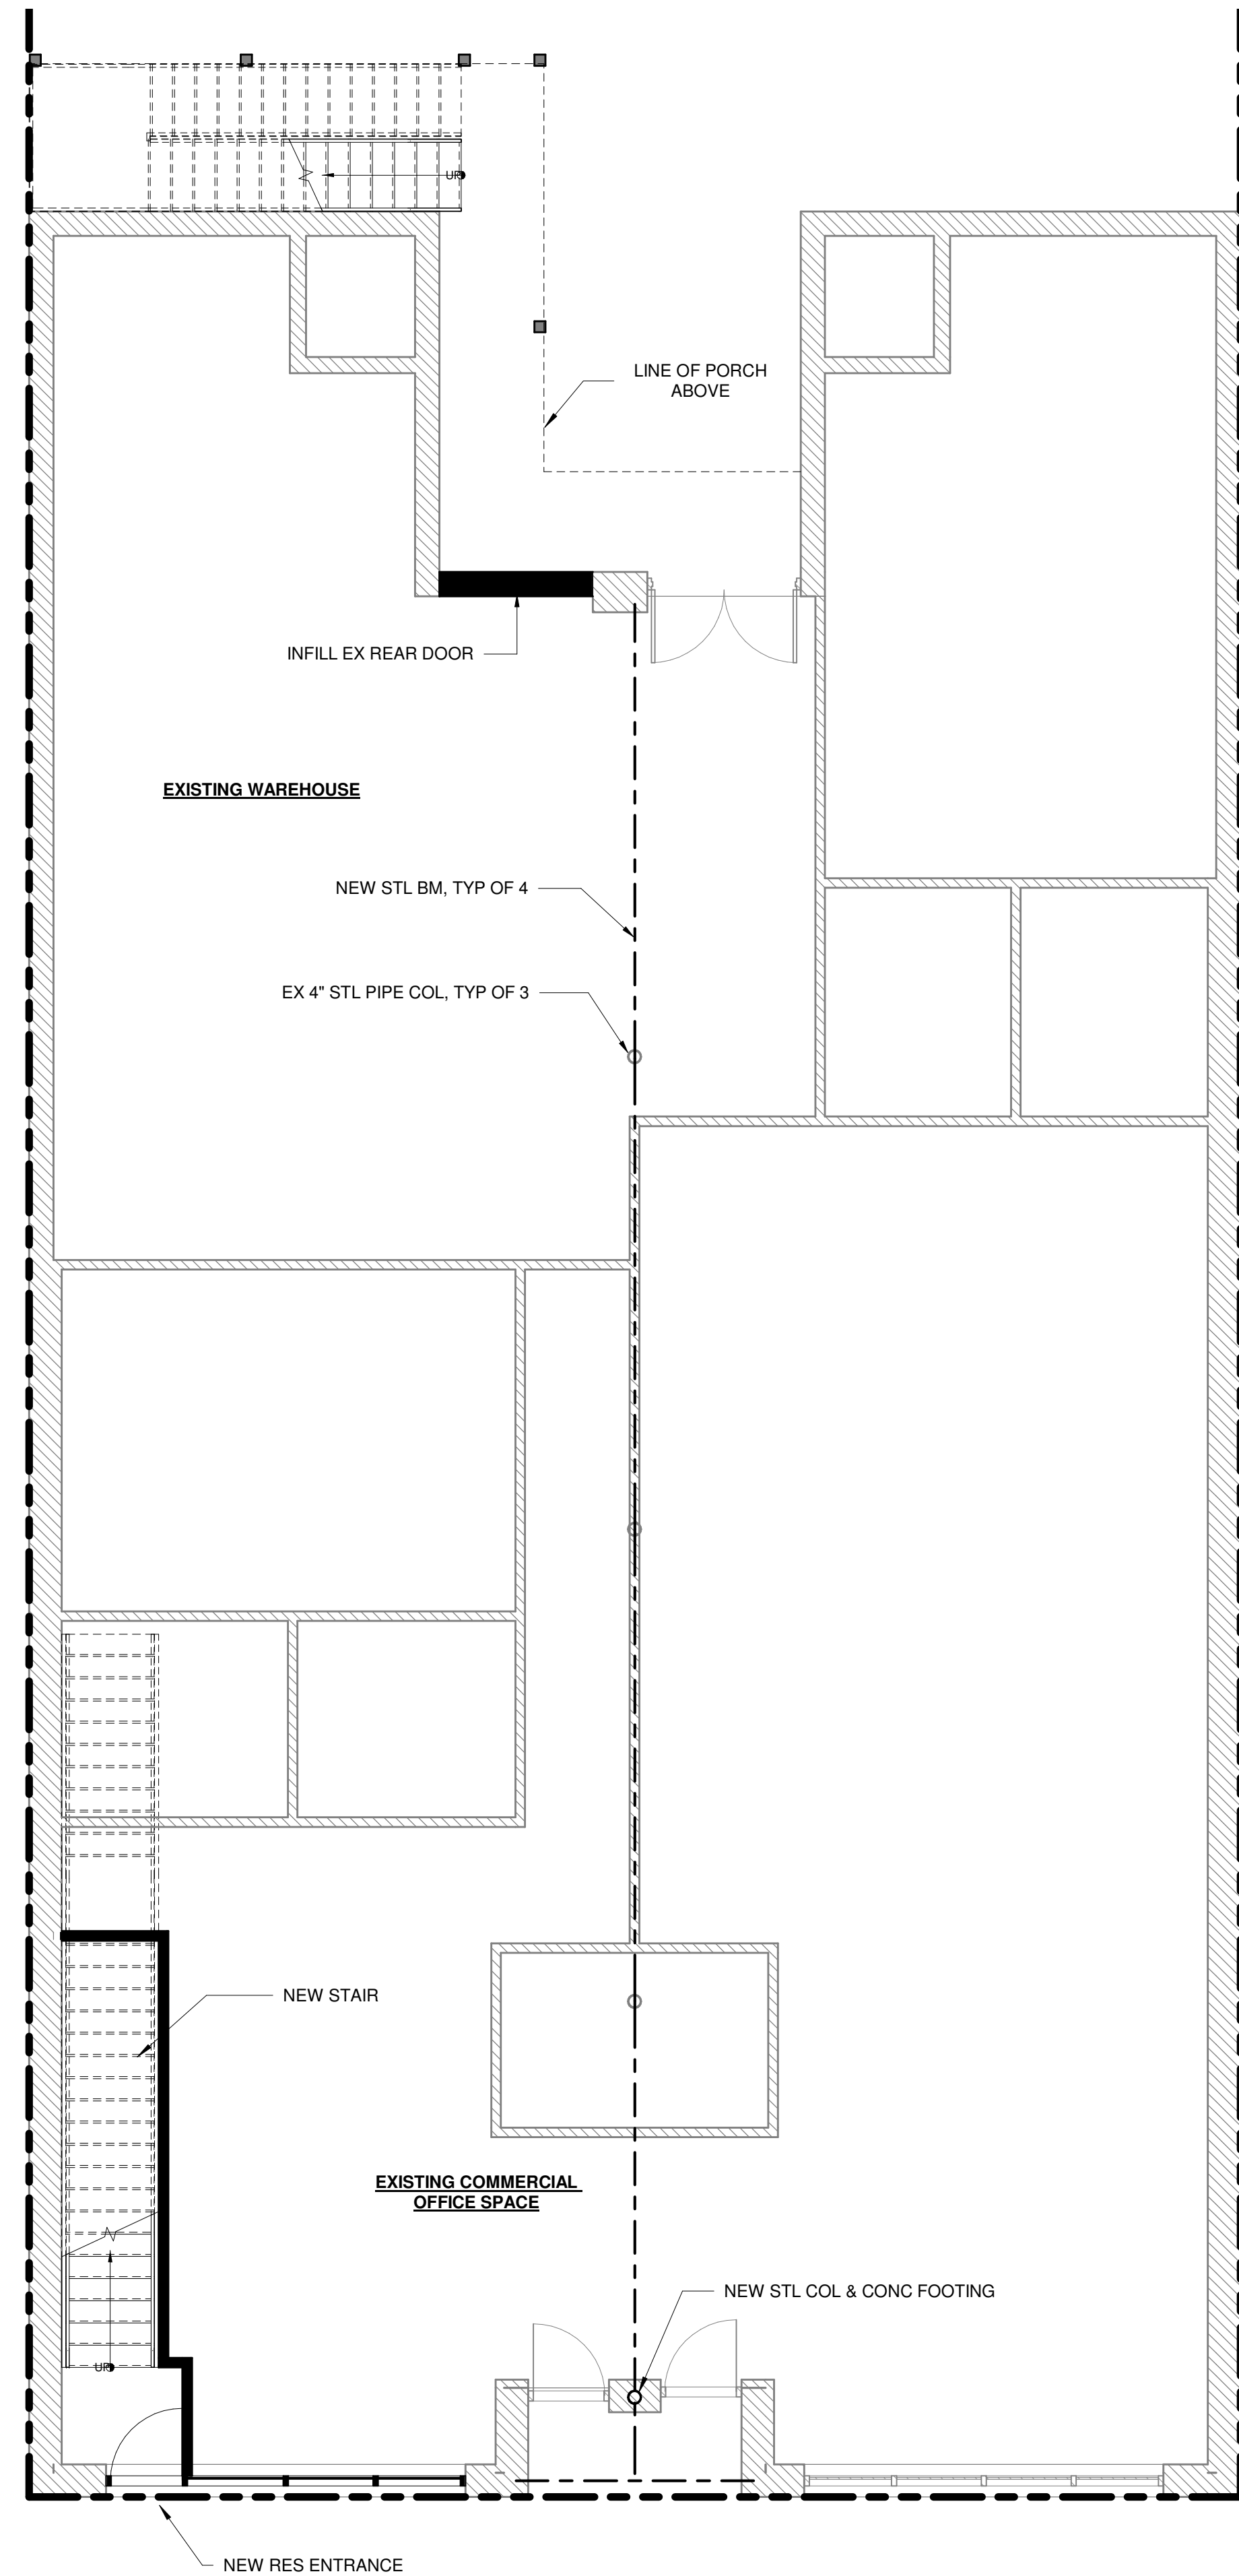 UP
LINE OF PORCH
ABOVE
INFILL EX REAR DOOR
EXISTING WAREHOUSE
NEW STL BM, TYP OF 4
EX 4" STL PIPE COL, TYP OF 3
NEW STAIR
EXISTING COMMERCIAL
OFFICE SPACE
NEW STL COL & CONC FOOTING
UP
NEW RES ENTRANCE